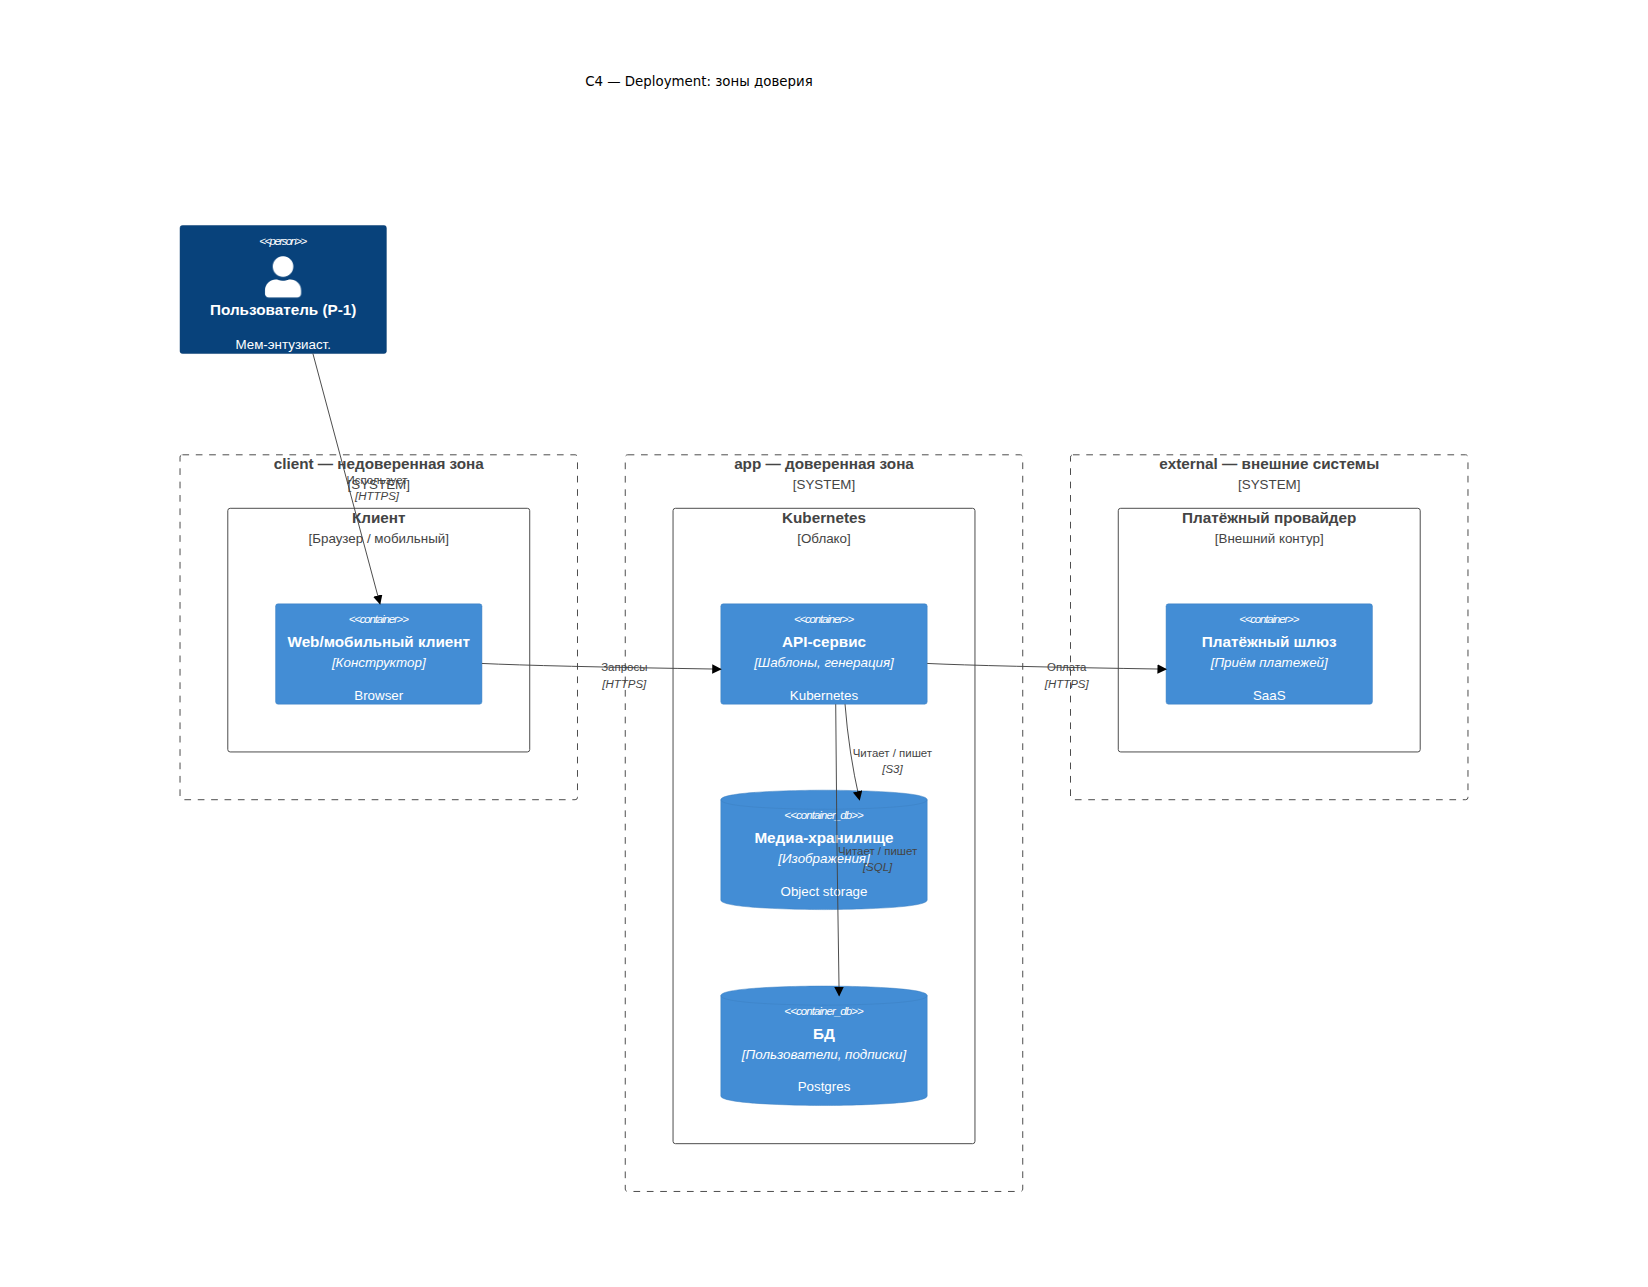 C4 — Deployment: зоны доверия
<<person>>
Пользователь (P-1)
Мем-энтузиаст.
client — недоверенная зона
[SYSTEM]
Использует
[HTTPS]
Клиент
[Браузер / мобильный]
<<container>>
Web/мобильный клиент
[Конструктор]
Browser
Запросы
[HTTPS]
app — доверенная зона
[SYSTEM]
Kubernetes
[Облако]
<<container>>
API-сервис
[Шаблоны, генерация]
Kubernetes
Читает / пишет
[S3]
<<container_db>>
Медиа-хранилище
[Изображения]
Object storage
Читает / пишет
[SQL]
<<container_db>>
БД
[Пользователи, подписки]
Postgres
Оплата
[HTTPS]
external — внешние системы
[SYSTEM]
Платёжный провайдер
[Внешний контур]
<<container>>
Платёжный шлюз
[Приём платежей]
SaaS